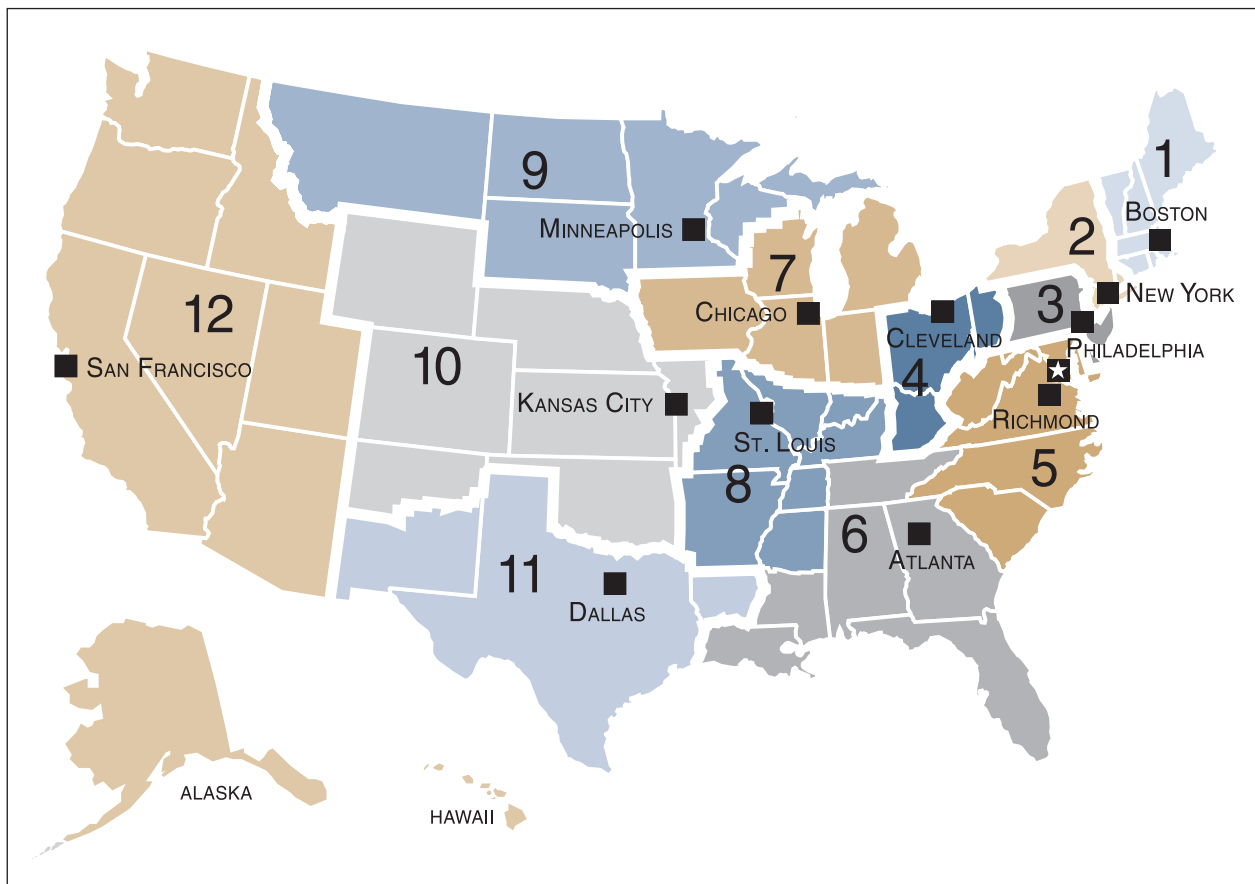 1
9
BOSTON
MINNEAPOLIS
2
7
12
3
NEW YORK
CHICAGO
CLEVELAND
PHILADELPHIA
SAN FRANCISCO
10
4
KANSAS CITY
RICHMOND
ST. LOUIS
5
8
6
ATLANTA
11
DALLAS
ALASKA
HAWAII